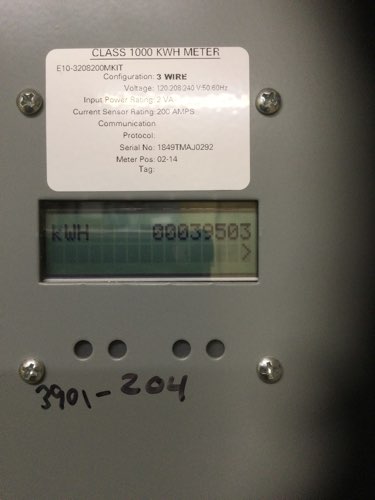 CLASS 1000 KWH METER
E10-3208200MKIT
Configuration: 3 WIRE
Voltage: 120.208.240 V:50.60Hz
Input Power Rating: 2 VA
Current Sensor Rating: 200 AMPS
Communication
Protocol:
Serial No: 1849TMAJ0292
Meter Pos: 02-14
Tag:
kWH 00039503
>
3901-204